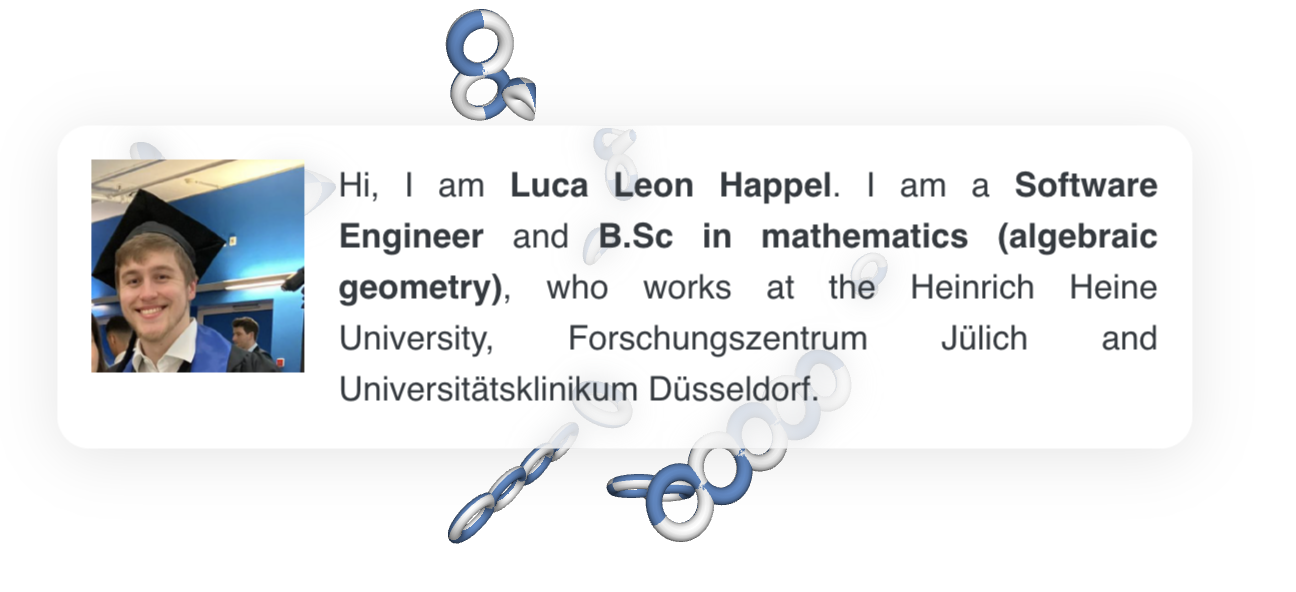 Hi, I am Luca Leon Happel. I am a Software
Engineer and B.Sc in mathematics (algebraic
geometry), who works at the Heinrich Heine
University, Forschungszentrum Jülich and
Universitätsklinikum Düsseldorf.